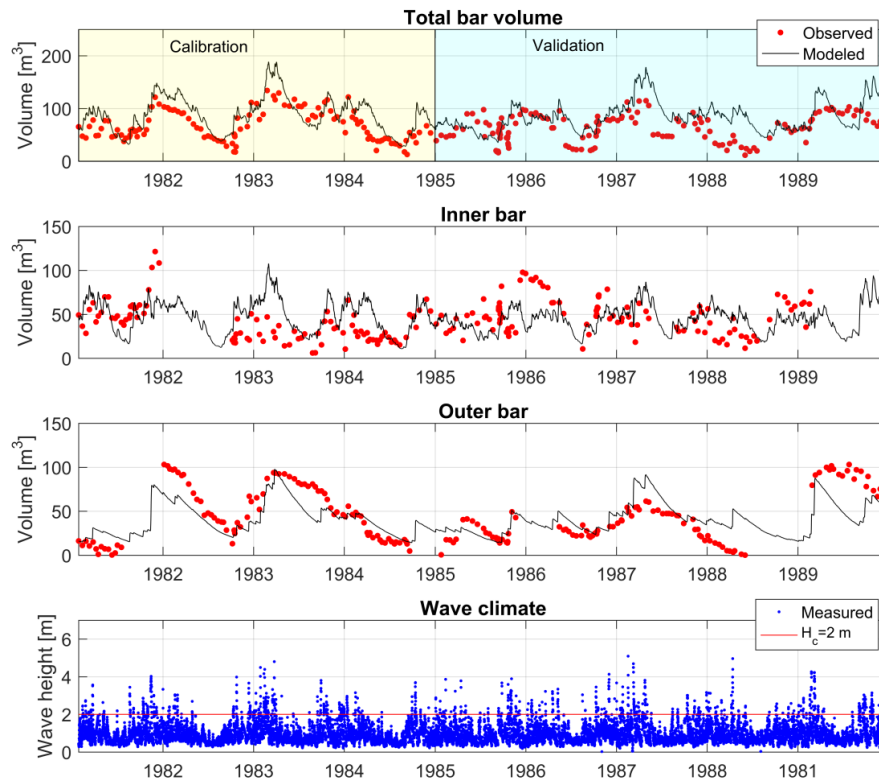 Total bar volume
Volume [m³]
200
100
0
Calibration
Validation
Observed
Modeled
1982 1983 1984 1985 1986 1987 1988 1989
Inner bar
Volume [m³]
150
100
50
0
1982 1983 1984 1985 1986 1987 1988 1989
Outer bar
Volume [m³]
150
100
50
0
1982 1983 1984 1985 1986 1987 1988 1989
Wave climate
Wave height [m]
6
4
2
0
Measured
H_c=2 m
1982 1983 1984 1985 1986 1987 1988 1981